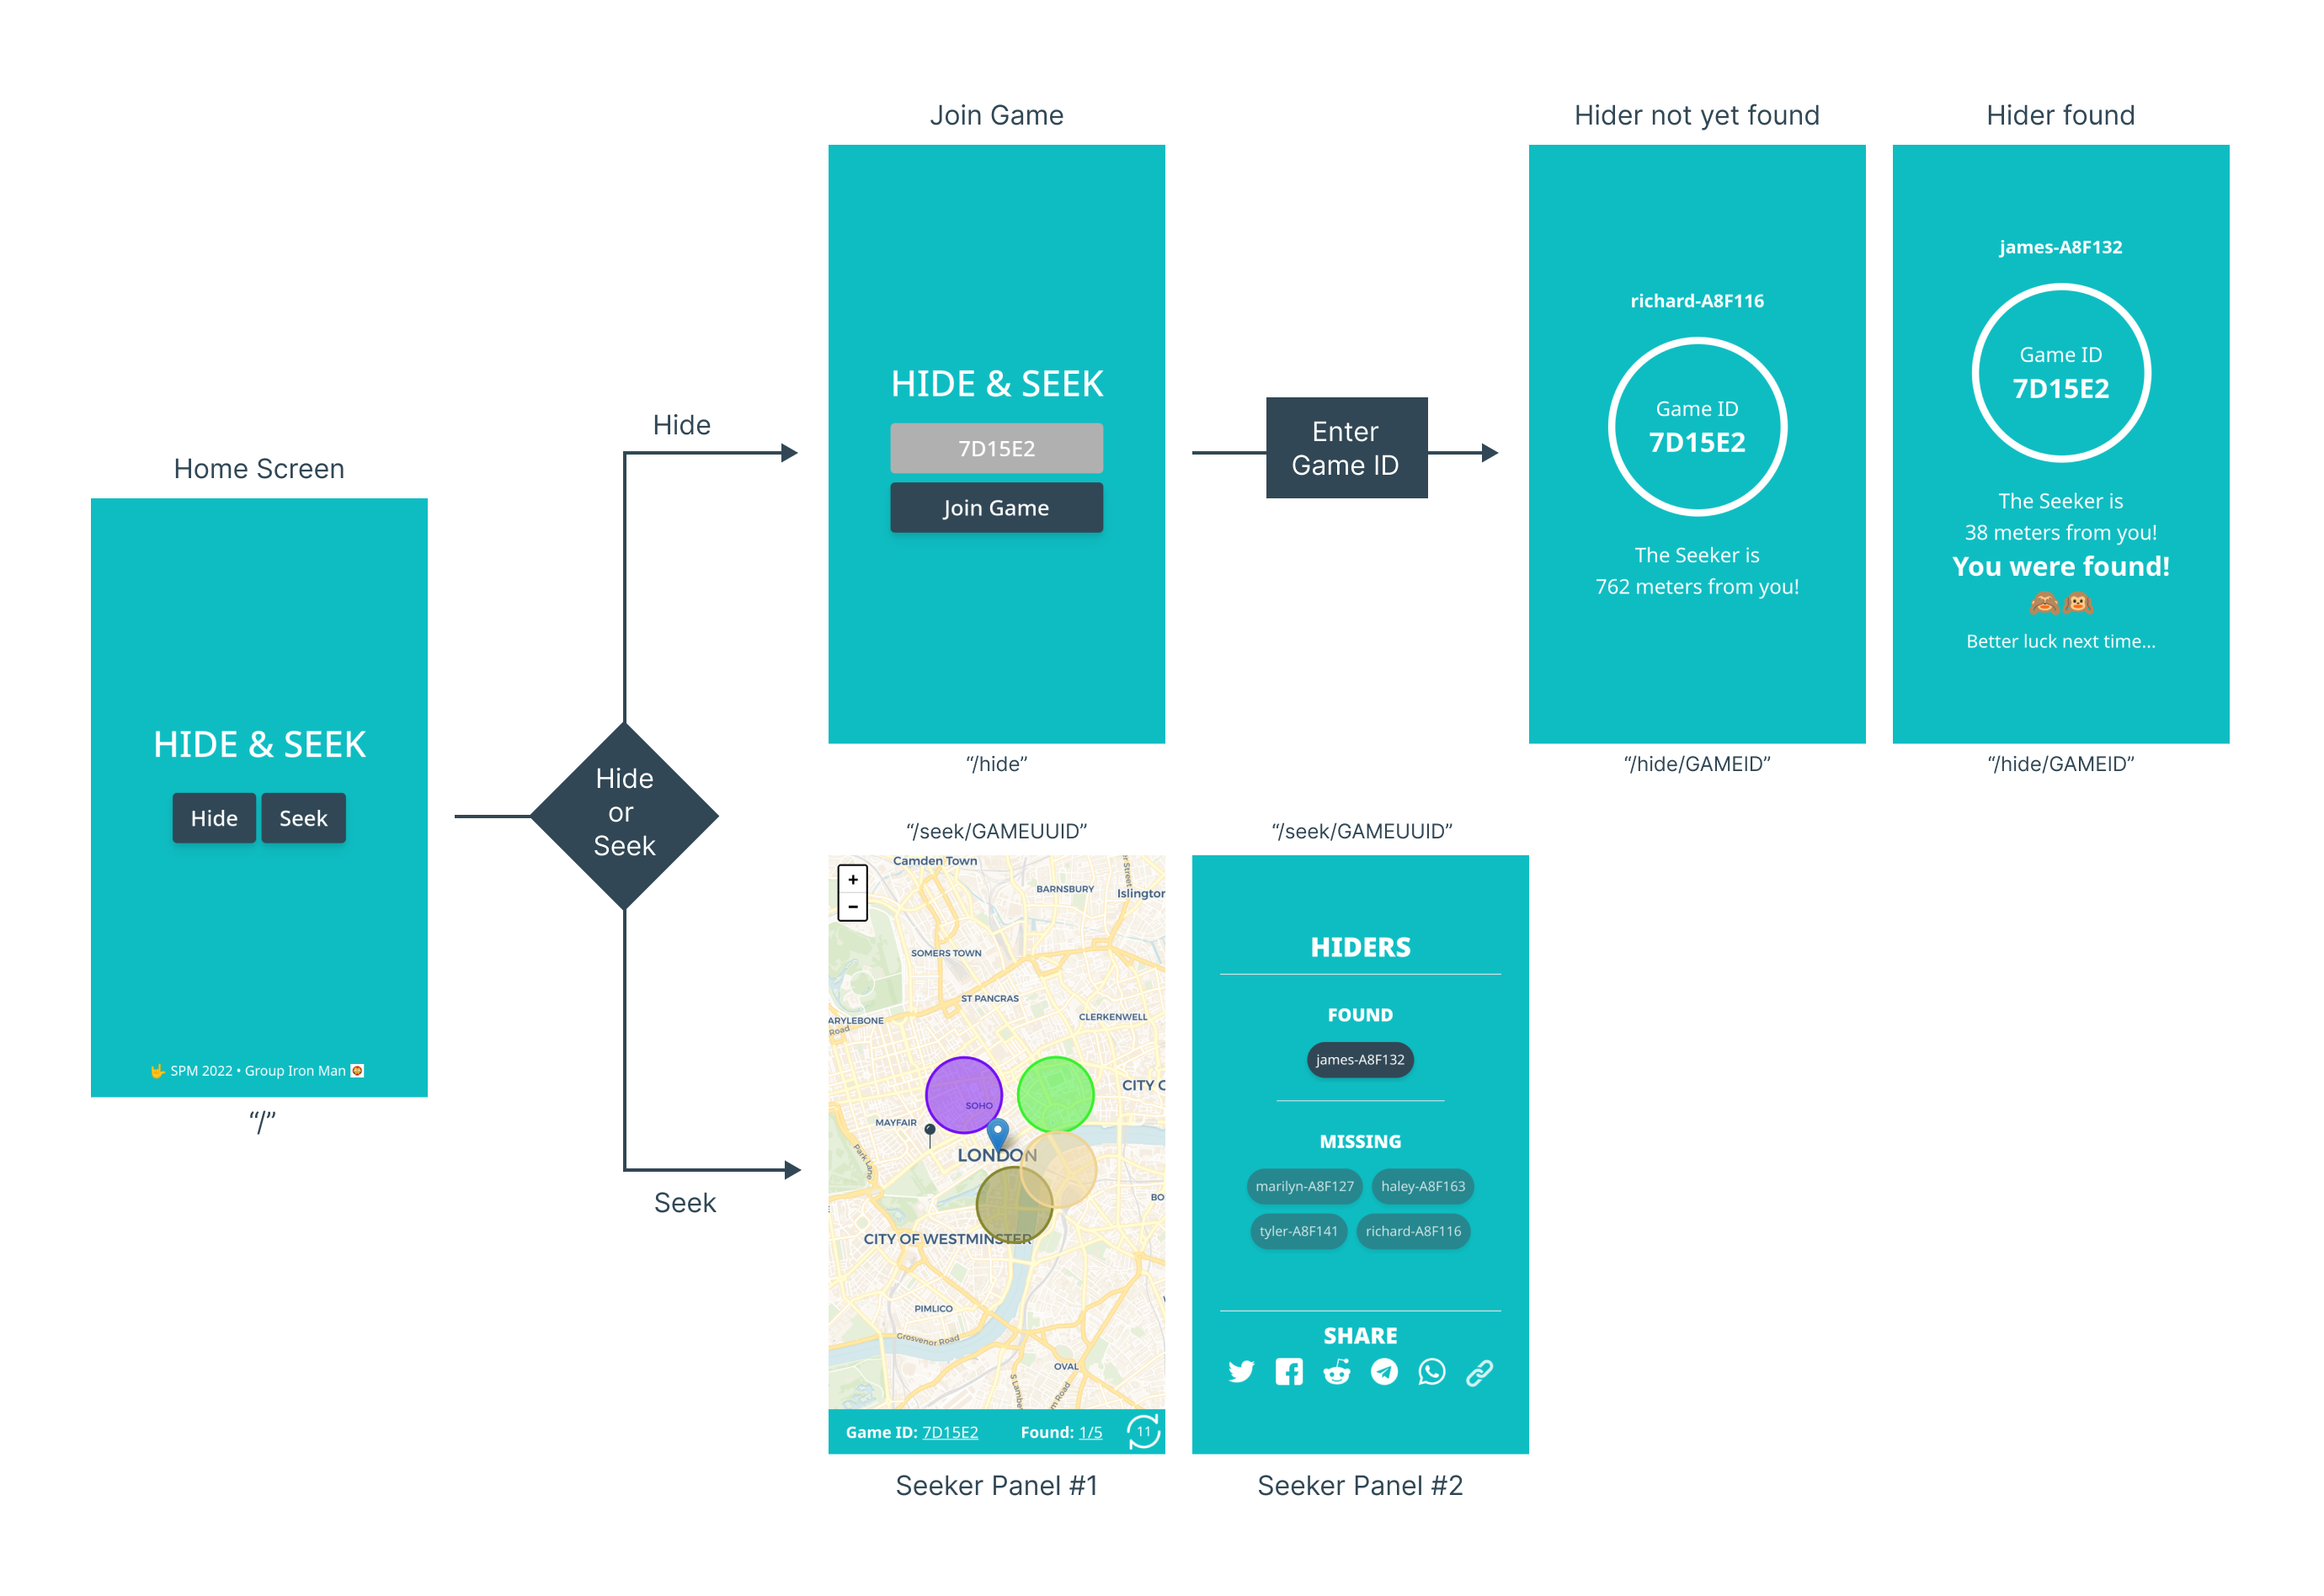 Home Screen
HIDE & SEEK
Hide
Seek
SPM 2022 • Group Iron Man
“/”
Hide
or
Seek
Hide
Seek
Join Game
HIDE & SEEK
7D15E2
Join Game
“/hide”
Enter
Game ID
Hider not yet found
richard-A8F116
Game ID
7D15E2
The Seeker is
762 meters from you!
“/hide/GAMEID”
Hider found
james-A8F132
Game ID
7D15E2
The Seeker is
38 meters from you!
You were found!
Better luck next time...
“/hide/GAMEID”
“/seek/GAMEUUID”
+
−
Camden Town
BARNSBURY
Islington
SOMERS TOWN
ST PANCRAS
CLERKENWELL
ARYLEBONE
Road
CITY O
SOHO
MAYFAIR
Park Lane
LONDON
BO
CITY OF WESTMINSTER
PIMLICO
Grosvenor Road
OVAL
S Lambe
m Road
Game ID: 7D15E2
Found: 1/5
11
Seeker Panel #1
“/seek/GAMEUUID”
HIDERS
FOUND
james-A8F132
MISSING
marilyn-A8F127 haley-A8F163
tyler-A8F141 richard-A8F116
SHARE
Seeker Panel #2